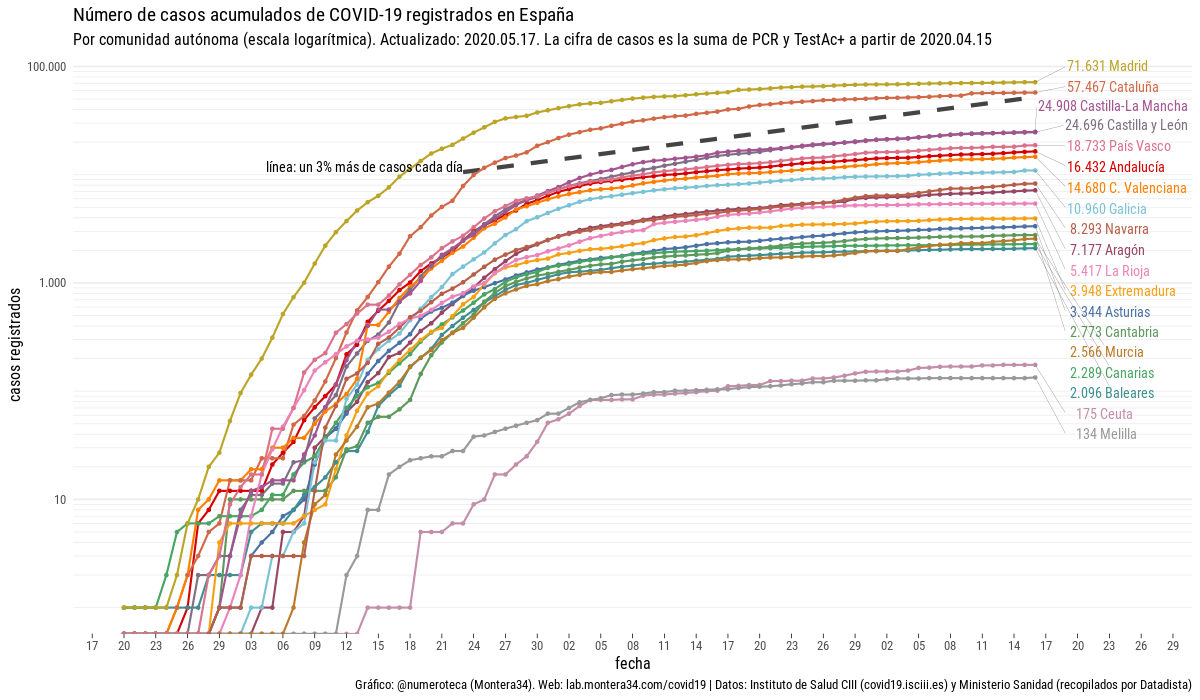 Número de casos acumulados de COVID-19 registrados en España
Por comunidad autónoma (escala logarítmica). Actualizado: 2020.05.17. La cifra de casos es la suma de PCR y TestAc+ a partir de 2020.04.15
100.000
1.000
10
casos registrados
línea: un 3% más de casos cada día
71.631 Madrid
57.467 Cataluña
24.908 Castilla-La Mancha
24.696 Castilla y León
18.733 País Vasco
16.432 Andalucía
14.680 C. Valenciana
10.960 Galicia
8.293 Navarra
7.177 Aragón
5.417 La Rioja
3.948 Extremadura
3.344 Asturias
2.773 Cantabria
2.566 Murcia
2.289 Canarias
2.096 Baleares
175 Ceuta
134 Melilla
17 20 23 26 29 03 06 09 12 15 18 21 24 27 30 02 05 08 11 14 17 20 23 26 29 02 05 08 11 14 17 20 23 26 29
fecha
Gráfico: @numeroteca (Montera34). Web: lab.montera34.com/covid19 | Datos: Instituto de Salud CIII (covid19.isciii.es) y Ministerio Sanidad (recopilados por Datadista)